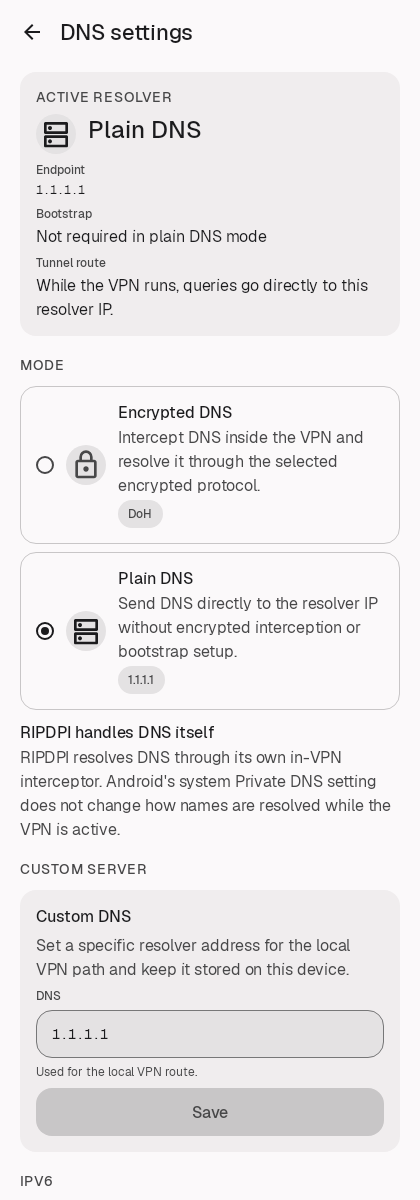 DNS settings
ACTIVE RESOLVER
Plain DNS
Endpoint
1.1.1.1
Bootstrap
Not required in plain DNS mode
Tunnel route
While the VPN runs, queries go directly to this
resolver IP.
MODE
Encrypted DNS
Intercept DNS inside the VPN and
resolve it through the selected
encrypted protocol.
DoH
Plain DNS
Send DNS directly to the resolver IP
without encrypted interception or
bootstrap setup.
1.1.1.1
RIPDPI handles DNS itself
RIPDPI resolves DNS through its own in-VPN
interceptor. Android's system Private DNS setting
does not change how names are resolved while the
VPN is active.
CUSTOM SERVER
Custom DNS
Set a specific resolver address for the local
VPN path and keep it stored on this device.
DNS
1.1.1.1
Used for the local VPN route.
Save
IPV6